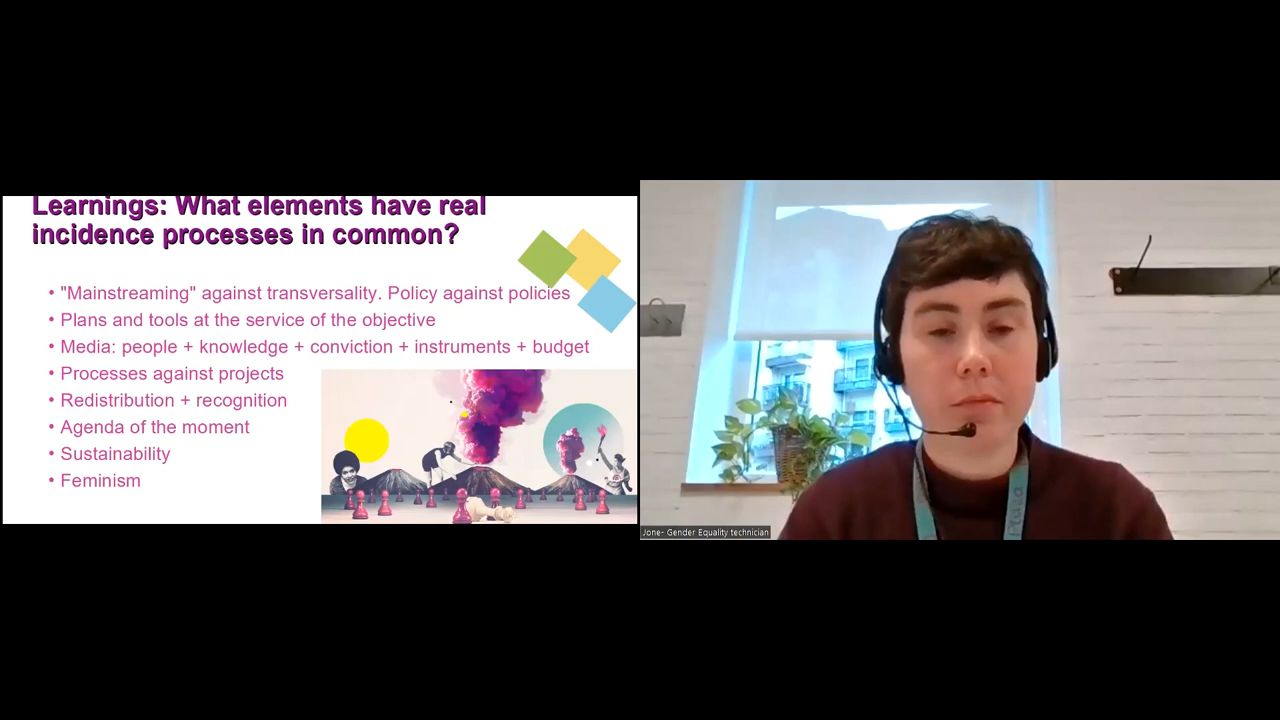 Learnings: What elements have real
incidence processes in common?
• "Mainstreaming" against transversality. Policy against policies
• Plans and tools at the service of the objective
• Media: people + knowledge + conviction + instruments + budget
• Processes against projects
• Redistribution + recognition
• Agenda of the moment
• Sustainability
• Feminism
Jone- Gender Equality technician